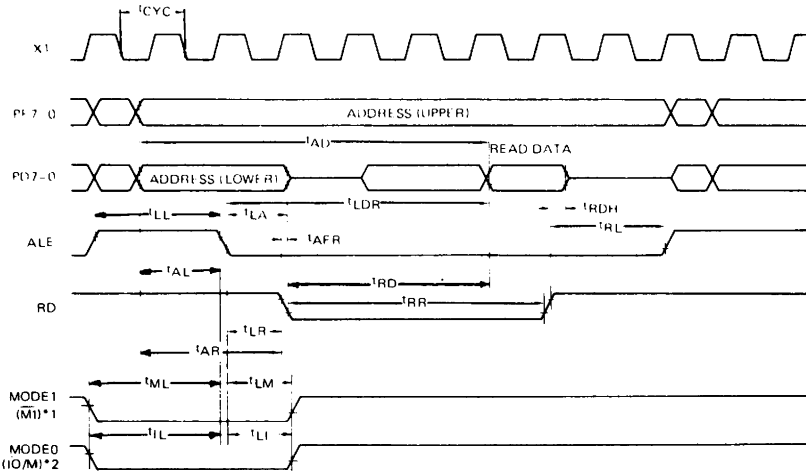 tCYC
X1
PF7-0
ADDRESS (UPPER)
tAD
READ DATA
PD7-0
ADDRESS (LOWER)
tLDR
tLL
tLA
tRDH
tRL
ALE
tAFR
tAL
tRD
RD
tRR
tLR
tAR
tML
tLM
MODE1
(M1)*1
tIL
tLI
MODE0
(IO/M)*2